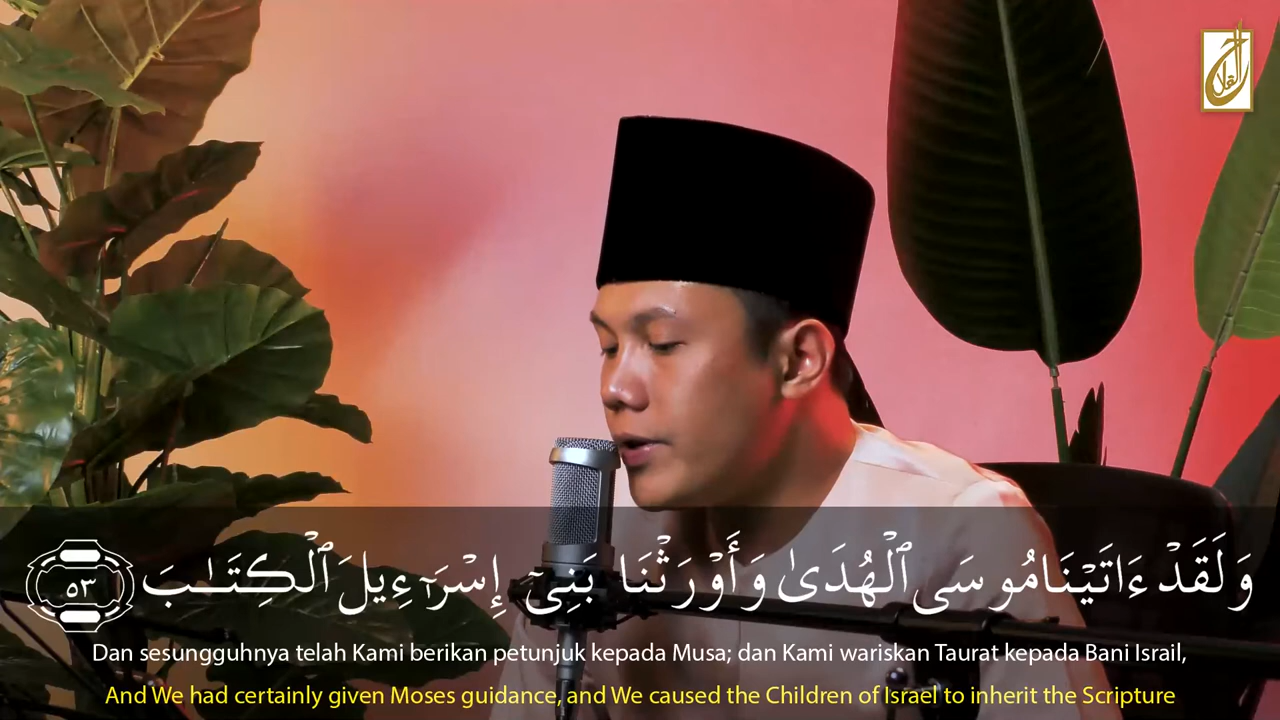 القرآن
وَلَقَدْ ءَاتَيْنَا مُوسَى ٱلْهُدَىٰ وَأَوْرَثْنَا بَنِىٓ إِسْرَٰٓءِيلَ ٱلْكِتَـٰبَ ٥٣
Dan sesungguhnya telah Kami berikan petunjuk kepada Musa; dan Kami wariskan Taurat kepada Bani Israil,
And We had certainly given Moses guidance, and We caused the Children of Israel to inherit the Scripture